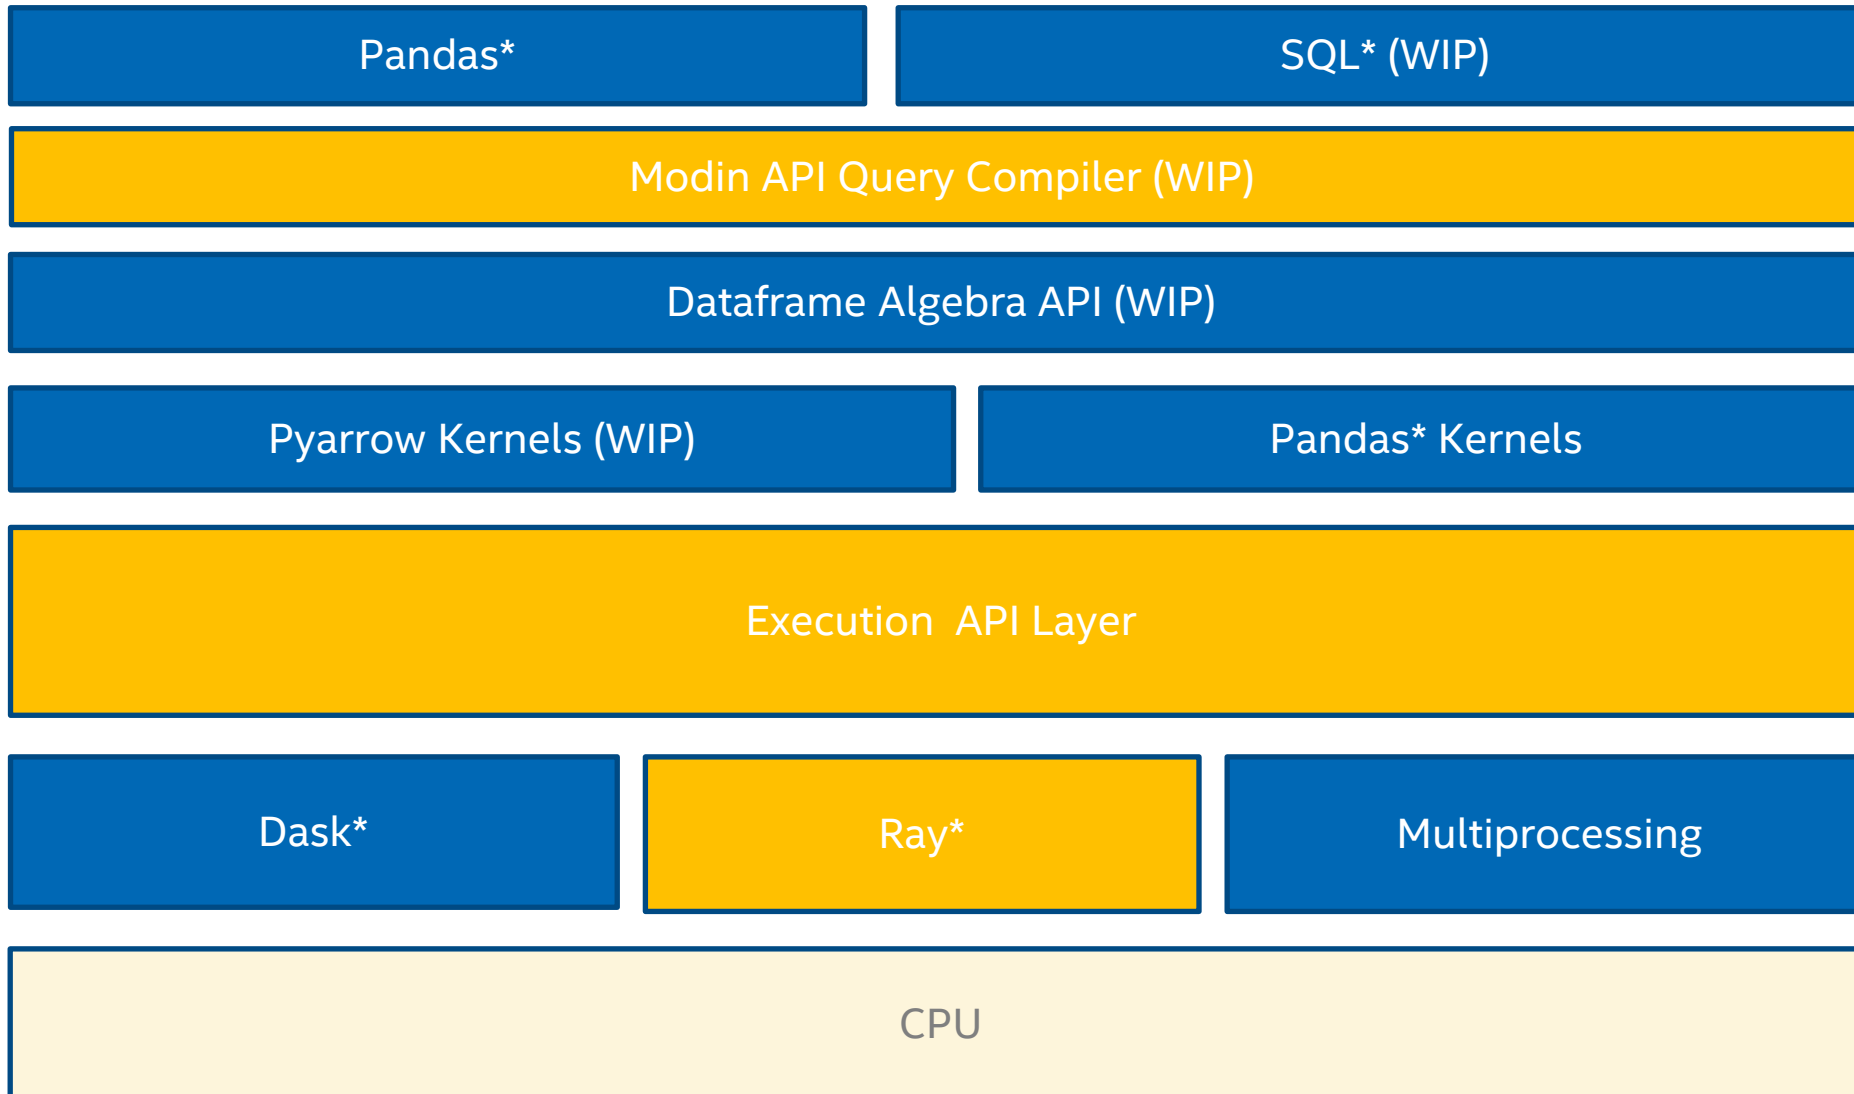 Pandas*
SQL* (WIP)
Modin API Query Compiler (WIP)
Dataframe Algebra API (WIP)
Pyarrow Kernels (WIP)
Pandas* Kernels
Execution  API Layer
Dask*
Ray*
Multiprocessing
CPU